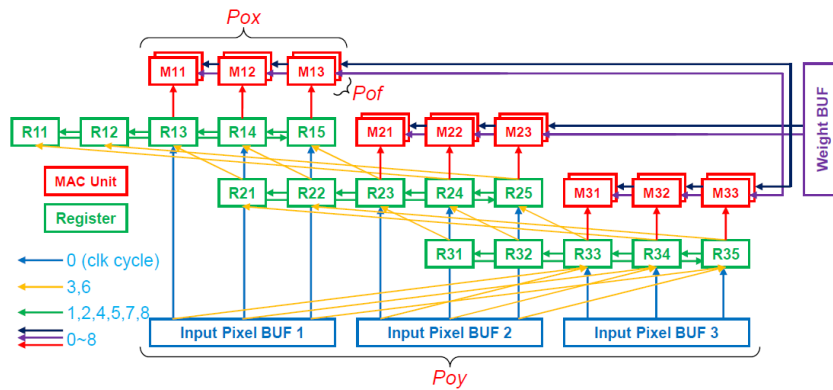 Pox
M11 M12 M13
Pof
R11 R12 R13 R14 R15 M21 M22 M23
Weight BUF
R21 R22 R23 R24 R25 M31 M32 M33
MAC Unit
Register
R31 R32 R33 R34 R35
0 (clk cycle)
3,6
1,2,4,5,7,8
0~8
Input Pixel BUF 1 Input Pixel BUF 2 Input Pixel BUF 3
Poy